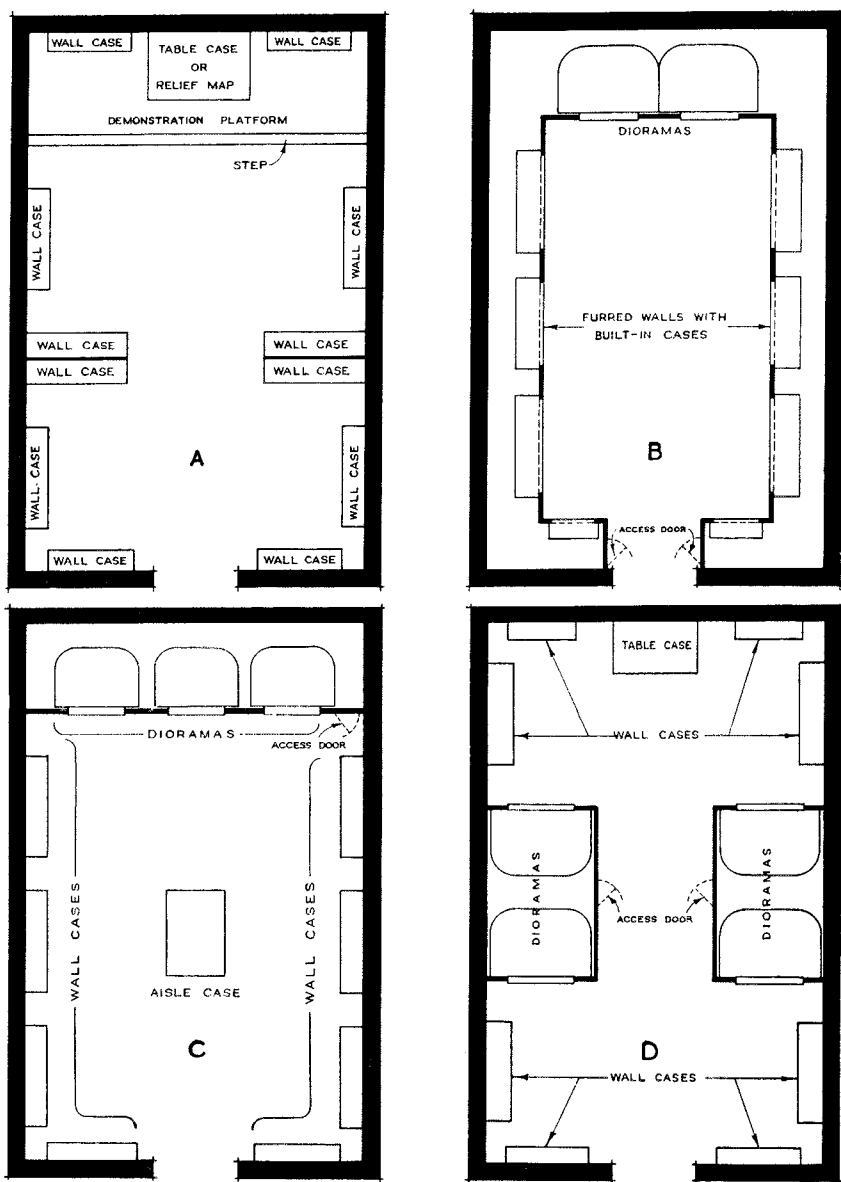 WALL CASE
TABLE CASE
OR
RELIEF MAP
WALL CASE
DEMONSTRATION PLATFORM
STEP
WALL CASE
WALL CASE
WALL CASE
WALL CASE
WALL CASE
WALL CASE
A
WALL CASE
WALL CASE
WALL CASE
WALL CASE
DIORAMAS
FURRED WALLS WITH
BUILT-IN CASES
B
ACCESS DOOR
DIORAMAS
ACCESS DOOR
WALL CASES
WALL CASES
AISLE CASE
C
TABLE CASE
WALL CASES
DIORAMAS
DIORAMAS
ACCESS DOOR
D
WALL CASES